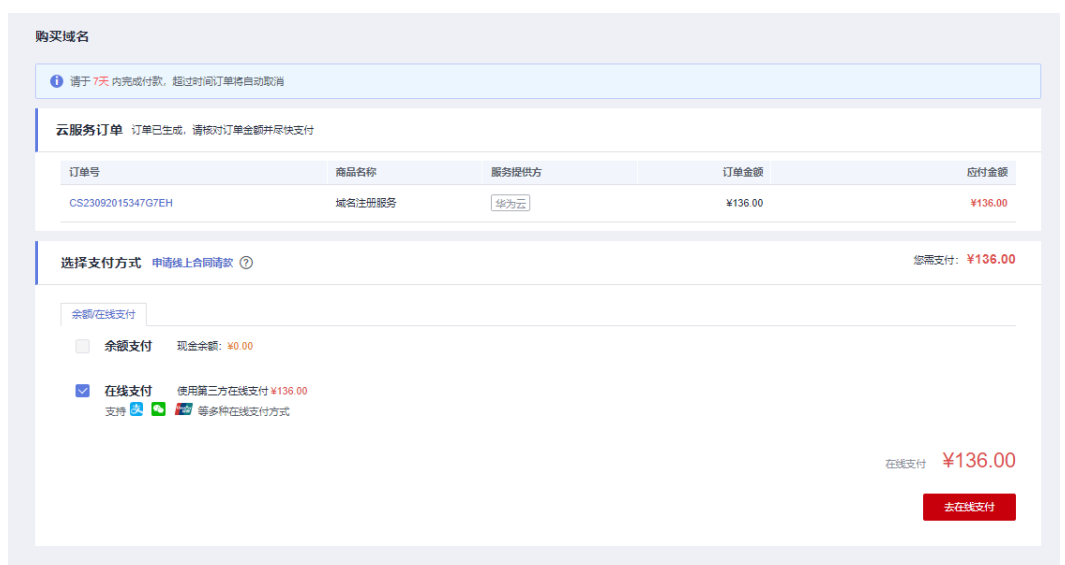 购买域名
请于 7天 内完成付款，超过时间订单将自动取消
云服务订单 订单已生成，请核对订单金额并尽快支付
订单号 商品名称 服务提供方 订单金额 应付金额
CS23092015347G7EH 域名注册服务 华为云 ¥136.00 ¥136.00
选择支付方式 申请线上合同请款 ? 您需支付：¥136.00
余额/在线支付
余额支付 现金余额：¥0.00
在线支付 使用第三方在线支付 ¥136.00
支持 支 等多种在线支付方式
在线支付 ¥136.00
去在线支付